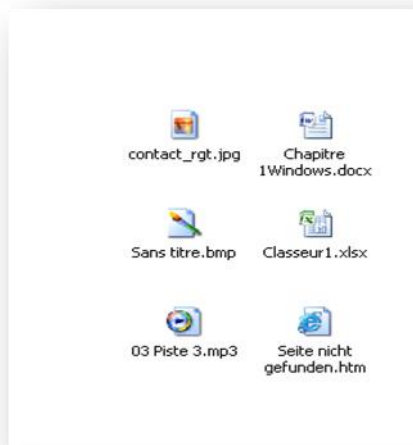 contact_rgt.jpg
Chapitre
1Windows.docx
Sans titre.bmp
Classeur1.xlsx
03 Piste 3.mp3
Seite nicht
gefunden.htm